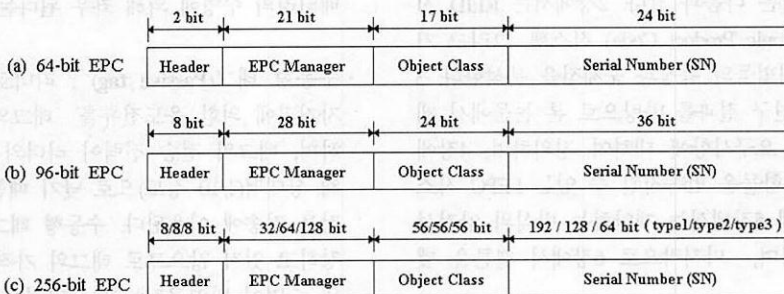 2 bit 21 bit 17 bit 24 bit
(a) 64-bit EPC Header EPC Manager Object Class Serial Number (SN)
8 bit 28 bit 24 bit 36 bit
(b) 96-bit EPC Header EPC Manager Object Class Serial Number (SN)
8/8/8 bit 32/64/128 bit 56/56/56 bit 192 / 128 / 64 bit (type1/type2/type3)
(c) 256-bit EPC Header EPC Manager Object Class Serial Number (SN)